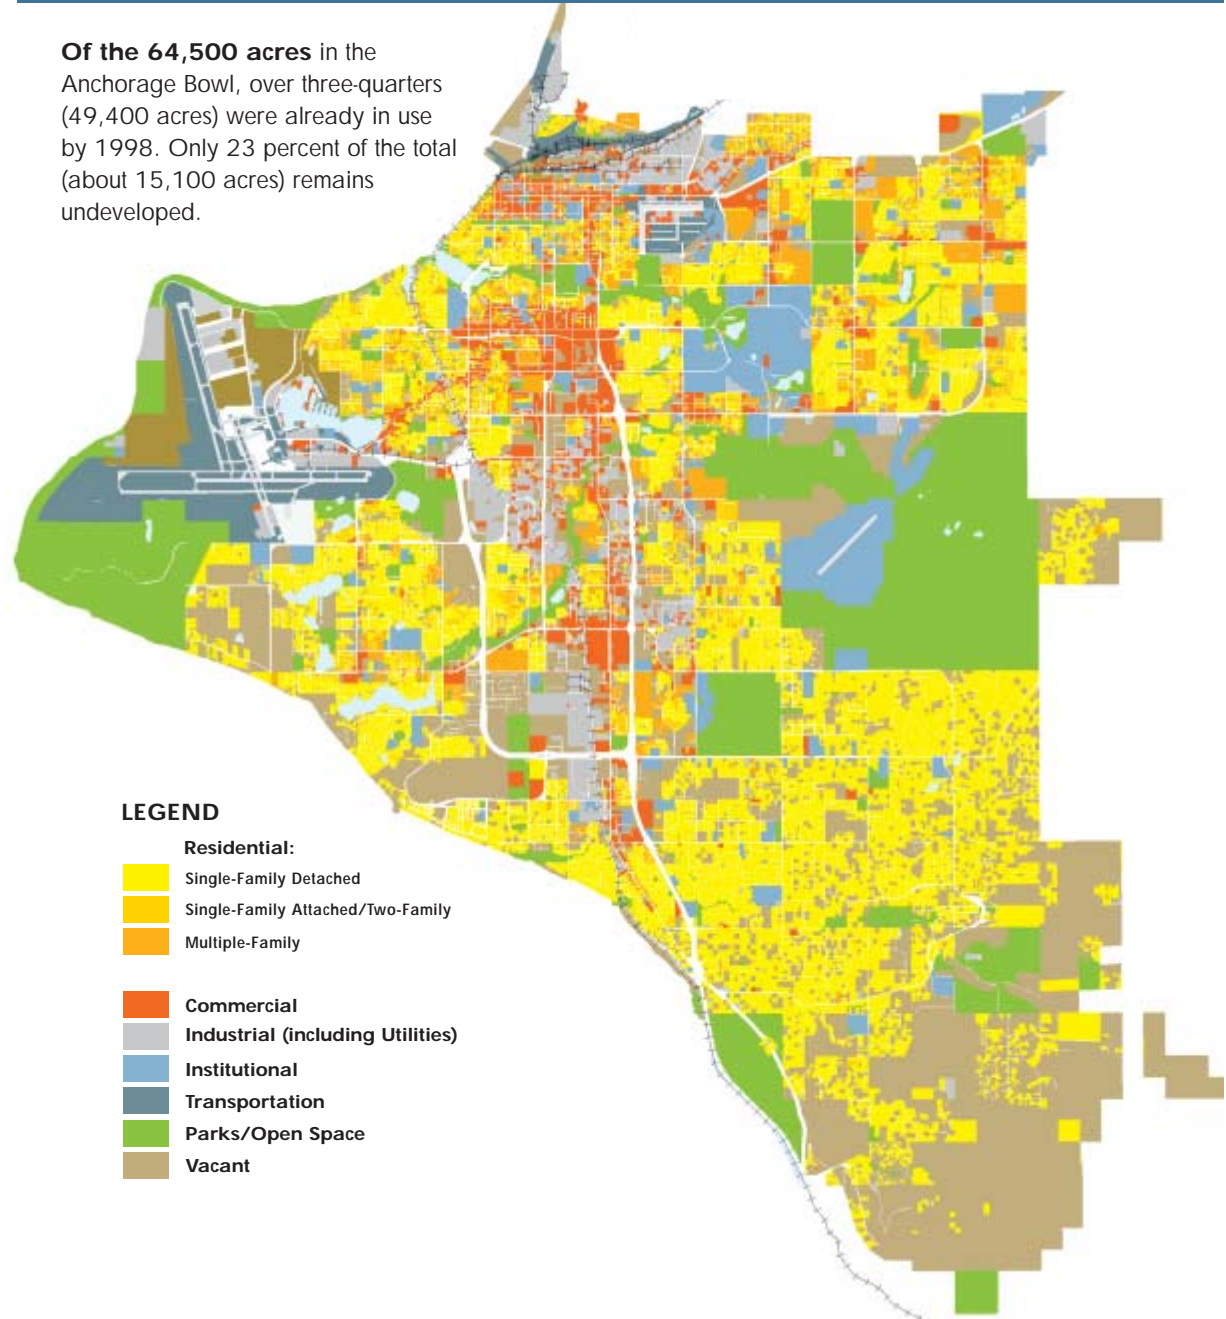 Of the 64,500 acres in the
Anchorage Bowl, over three-quarters
(49,400 acres) were already in use
by 1998. Only 23 percent of the total
(about 15,100 acres) remains
undeveloped.
LEGEND
Residential:
Single-Family Detached
Single-Family Attached/Two-Family
Multiple-Family
Commercial
Industrial (including Utilities)
Institutional
Transportation
Parks/Open Space
Vacant